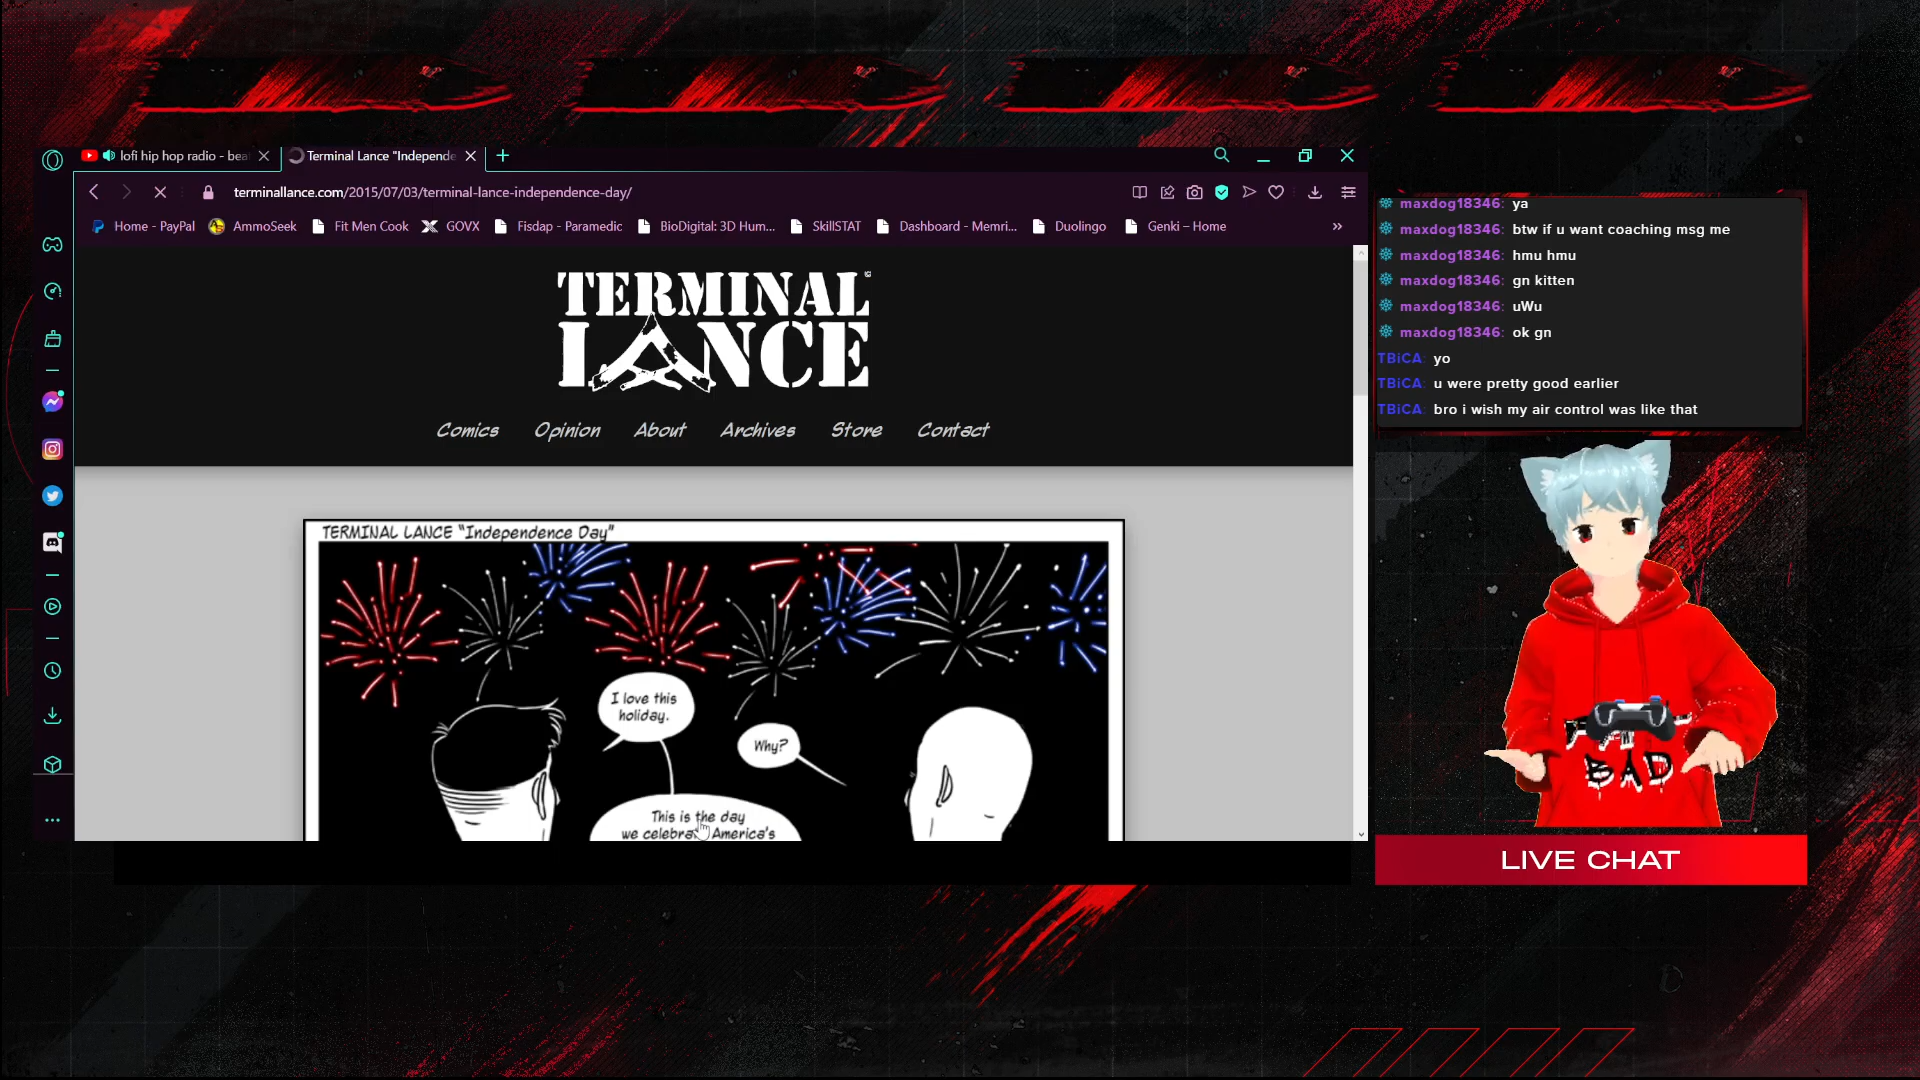 lofi hip hop radio - bea
Terminal Lance "Independe
terminallance.com/2015/07/03/terminal-lance-independence-day/
Home - PayPal
AmmoSeek
Fit Men Cook
GOVX
Fisdap - Paramedic
BioDigital: 3D Hum...
SkillSTAT
Dashboard - Memri...
Duolingo
Genki – Home
»
TERMINAL
LANCE
Comics
Opinion
About
Archives
Store
Contact
TERMINAL LANCE "Independence Day"
I love this
holiday.
Why?
This is the day
we celebrate America's
maxdog18346: ya
maxdog18346: btw if u want coaching msg me
maxdog18346: hmu hmu
maxdog18346: gn kitten
maxdog18346: uWu
maxdog18346: ok gn
TBiCA: yo
TBiCA: u were pretty good earlier
TBiCA: bro i wish my air control was like that
BAD
LIVE CHAT